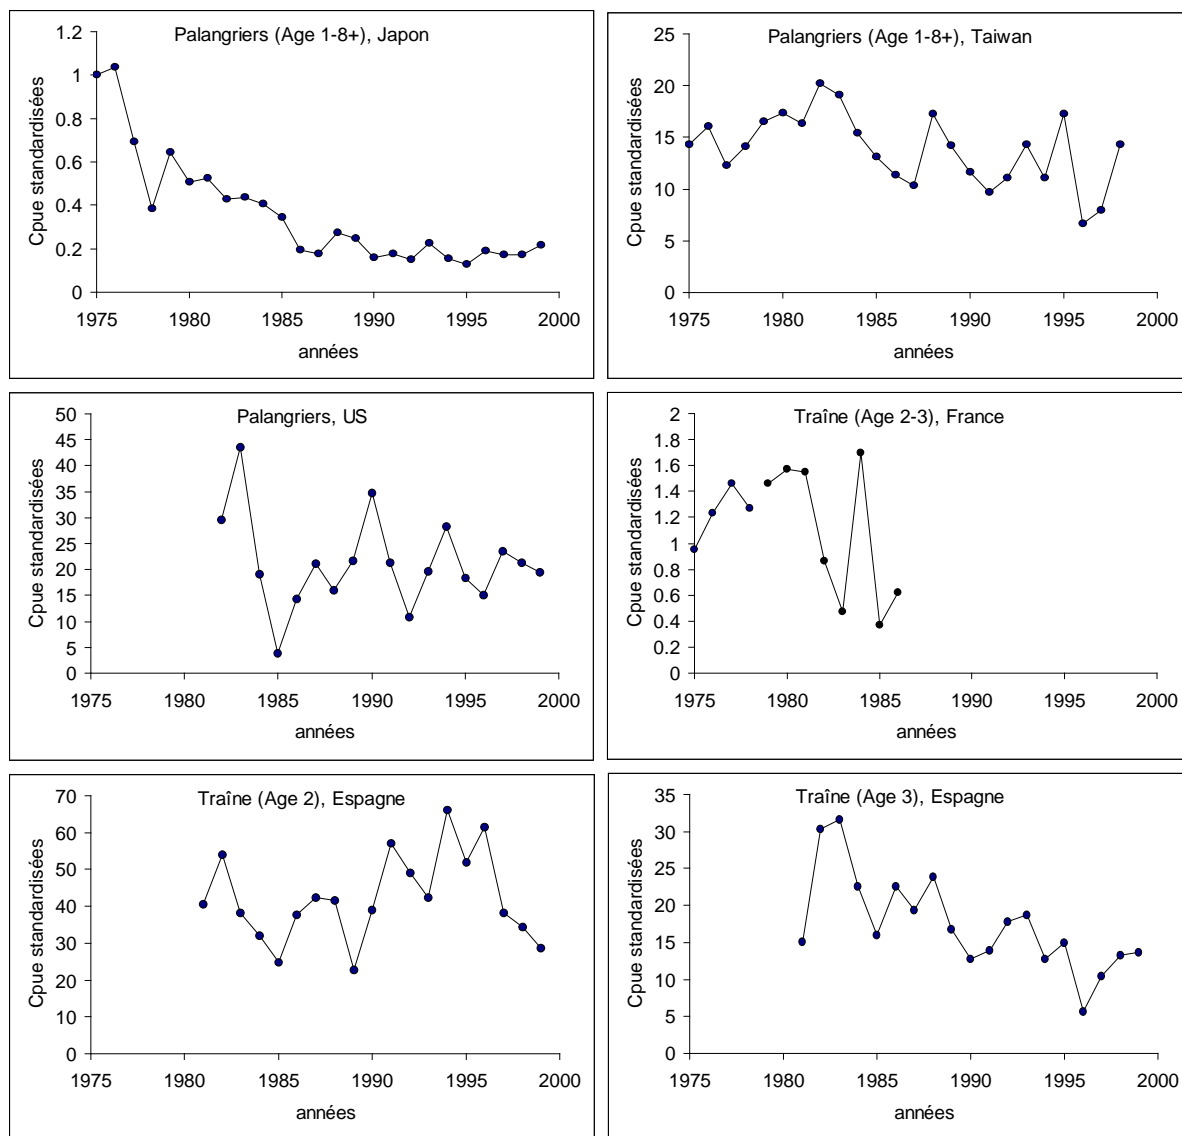 Palangriers (Age 1-8+), Japon
Cpue standardisées
1.2
1
0.8
0.6
0.4
0.2
0
1975 1980 1985 1990 1995 2000
années
Palangriers (Age 1-8+), Taiwan
Cpue standardisées
25
20
15
10
5
0
1975 1980 1985 1990 1995 2000
années
Palangriers, US
Cpue standardisées
50
45
40
35
30
25
20
15
10
5
0
1975 1980 1985 1990 1995 2000
années
Traîne (Age 2-3), France
Cpue standardisées
2
1.8
1.6
1.4
1.2
1
0.8
0.6
0.4
0.2
0
1975 1980 1985 1990 1995 2000
années
Traîne (Age 2), Espagne
Cpue standardisées
70
60
50
40
30
20
10
0
1975 1980 1985 1990 1995 2000
années
Traîne (Age 3), Espagne
Cpue standardisées
35
30
25
20
15
10
5
0
1975 1980 1985 1990 1995 2000
années